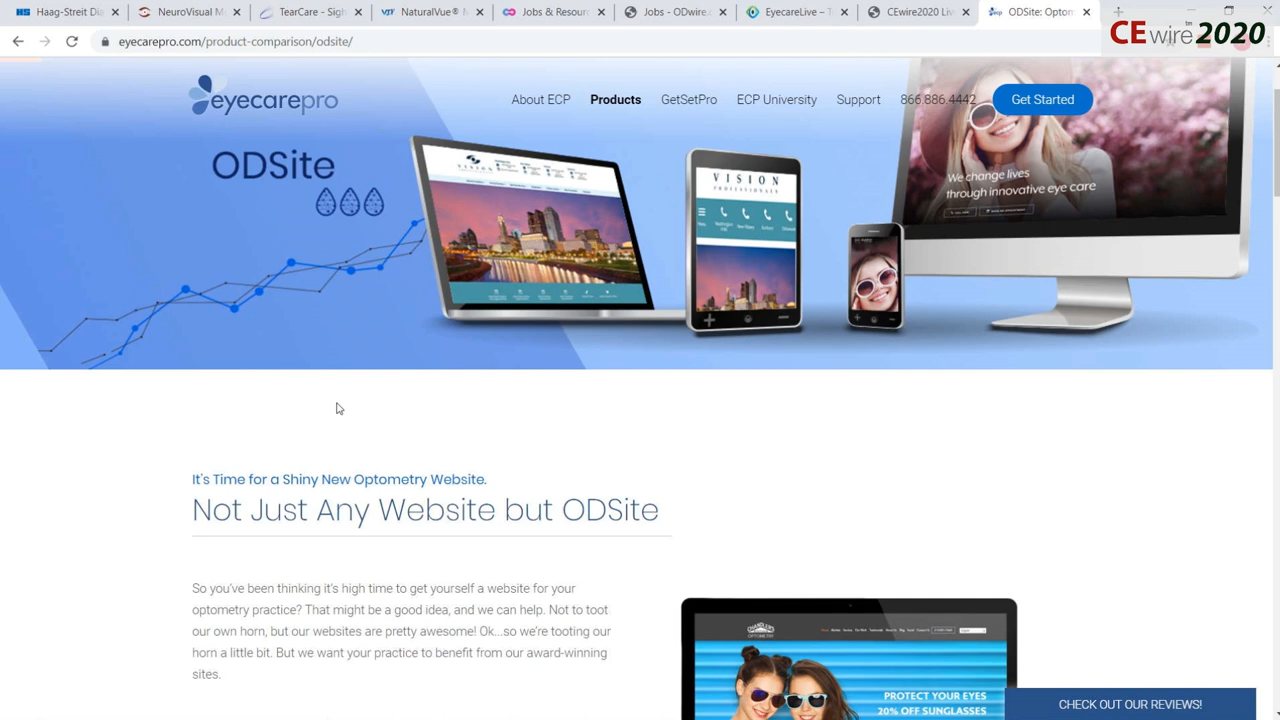 Haag-Streit Dia
NeuroVisual M
TearCare - Sigh
NaturalVues M
Jobs - ODwire.o
EyecareLive – T
CEwire2020 Liv
ODSite: Optom
CEwire™2020
eyecarepro.com/product-comparison/odsite/
eyecarepro
About ECP
Products
GetSetPro
ECP University
Support
866.886.4442
Get Started
ODSite
VISION
VISION
PROFESSIONALS
We change lives
through innovative eye care
It's Time for a Shiny New Optometry Website.
Not Just Any Website but ODSite
So you've been thinking it's high time to get yourself a website for your
optometry practice? That might be a good idea, and we can help. Not to toot
our own horn, but our websites are pretty awesome! Ok...so we're tooting our
horn a little bit. But we want your practice to benefit from our award-winning
sites.
CHANDLER
OPTOMETRY
PROTECT YOUR EYES
20% OFF SUNGLASSES
CHECK OUT OUR REVIEWS!